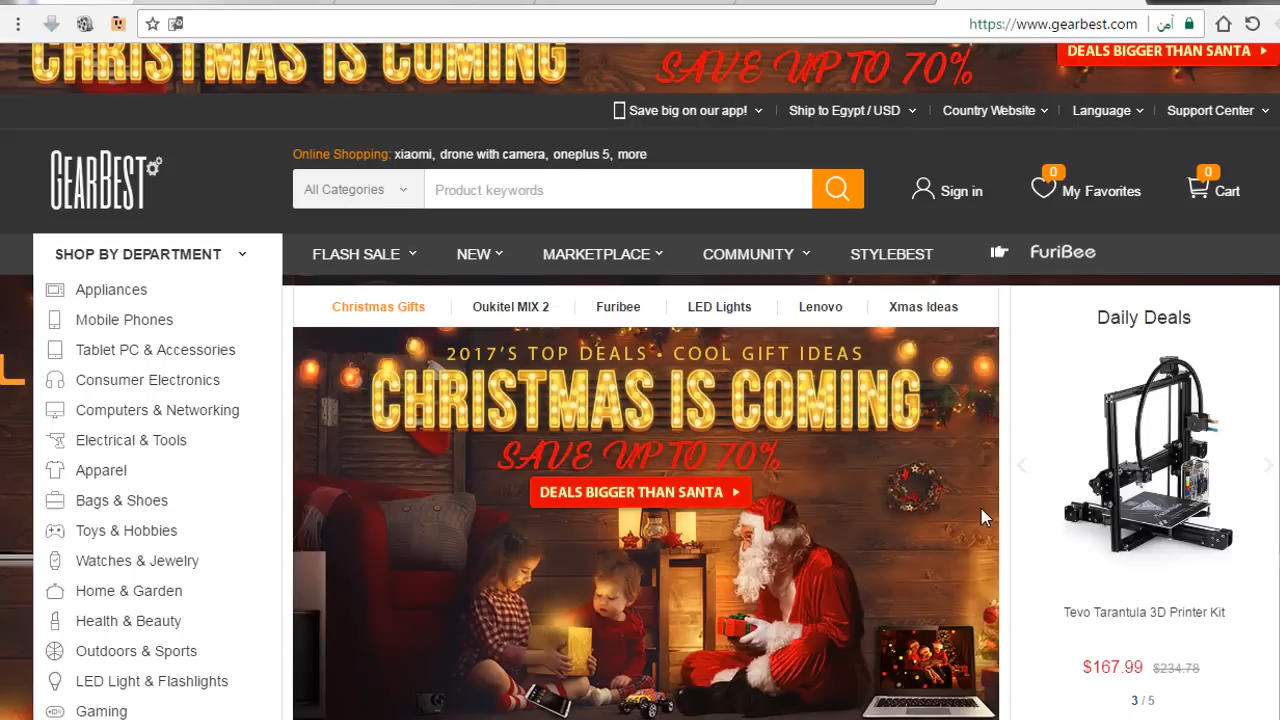 https://www.gearbest.com
آمن
CHRISTMAS IS COMING
SAVE UP TO 70%
DEALS BIGGER THAN SANTA
Save big on our app!
Ship to Egypt / USD
Country Website
Language
Support Center
GEARBEST
Online Shopping: xiaomi, drone with camera, oneplus 5, more
All Categories
Product keywords
Sign in
0
My Favorites
0
Cart
SHOP BY DEPARTMENT
FLASH SALE
NEW
MARKETPLACE
COMMUNITY
STYLEBEST
FuriBee
Appliances
Mobile Phones
Tablet PC & Accessories
Consumer Electronics
Computers & Networking
Electrical & Tools
Apparel
Bags & Shoes
Toys & Hobbies
Watches & Jewelry
Home & Garden
Health & Beauty
Outdoors & Sports
LED Light & Flashlights
Gaming
Christmas Gifts
Oukitel MIX 2
Furibee
LED Lights
Lenovo
Xmas Ideas
2017'S TOP DEALS • COOL GIFT IDEAS
CHRISTMAS IS COMING
SAVE UP TO 70%
DEALS BIGGER THAN SANTA
Daily Deals
Tevo Tarantula 3D Printer Kit
$167.99 $234.78
3 / 5